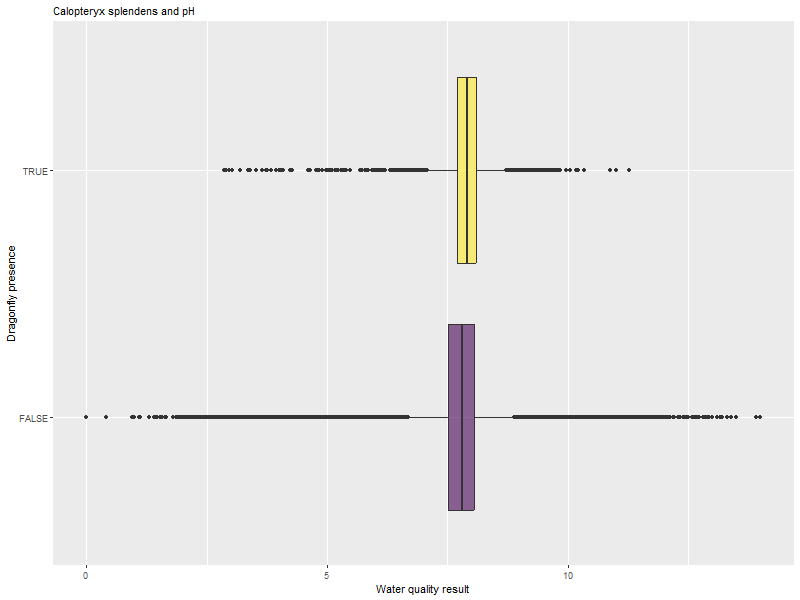 Calopteryx splendens and pH
Dragonfly presence
TRUE
FALSE
0 5 10
Water quality result